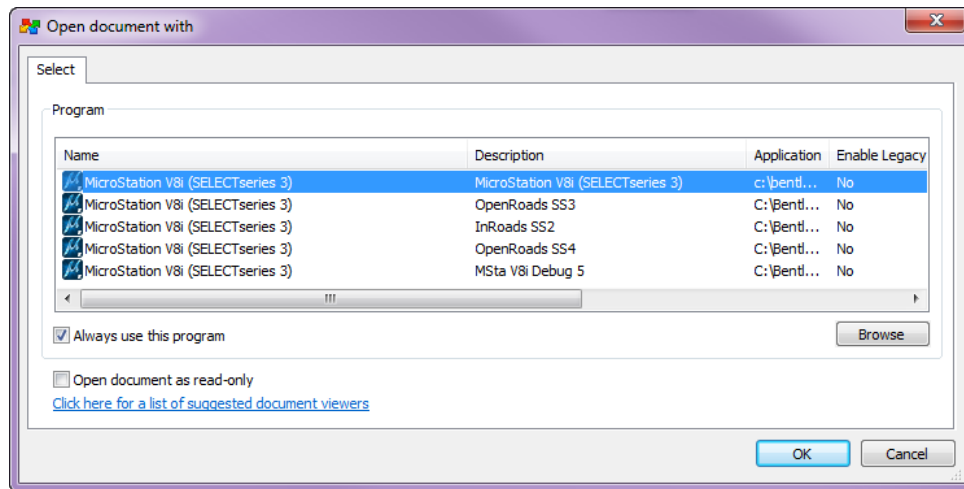 Open document with
Select
Program
Name Description Application Enable Legacy
MicroStation V8i (SELECTseries 3) MicroStation V8i (SELECTseries 3) c:\bentl... No
MicroStation V8i (SELECTseries 3) OpenRoads SS3 C:\Bentl... No
MicroStation V8i (SELECTseries 3) InRoads SS2 C:\Bentl... No
MicroStation V8i (SELECTseries 3) OpenRoads SS4 C:\Bentl... No
MicroStation V8i (SELECTseries 3) MSta V8i Debug 5 C:\Bentl... No
Always use this program Browse
Open document as read-only
Click here for a list of suggested document viewers
OK Cancel